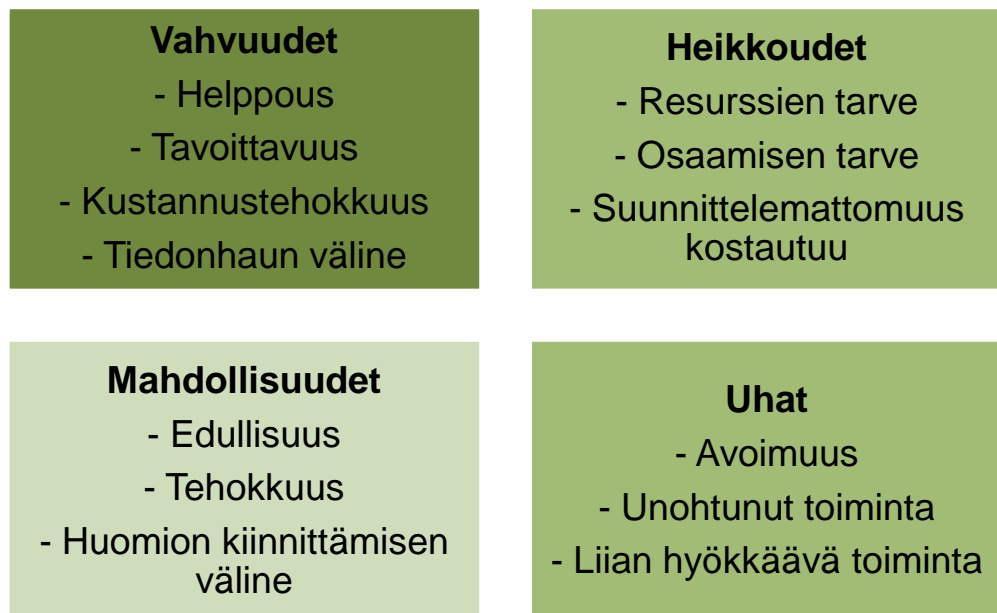 Vahvuudet
- Helppous
- Tavoittavuus
- Kustannustehokkuus
- Tiedonhaun väline
Heikkoudet
- Resurssien tarve
- Osaamisen tarve
- Suunnittelemattomuus
kostautuu
Mahdollisuudet
- Edullisuus
- Tehokkuus
- Huomion kiinnittämisen
väline
Uhat
- Avoimuus
- Unohtunut toiminta
- Liian hyökkäävä toiminta